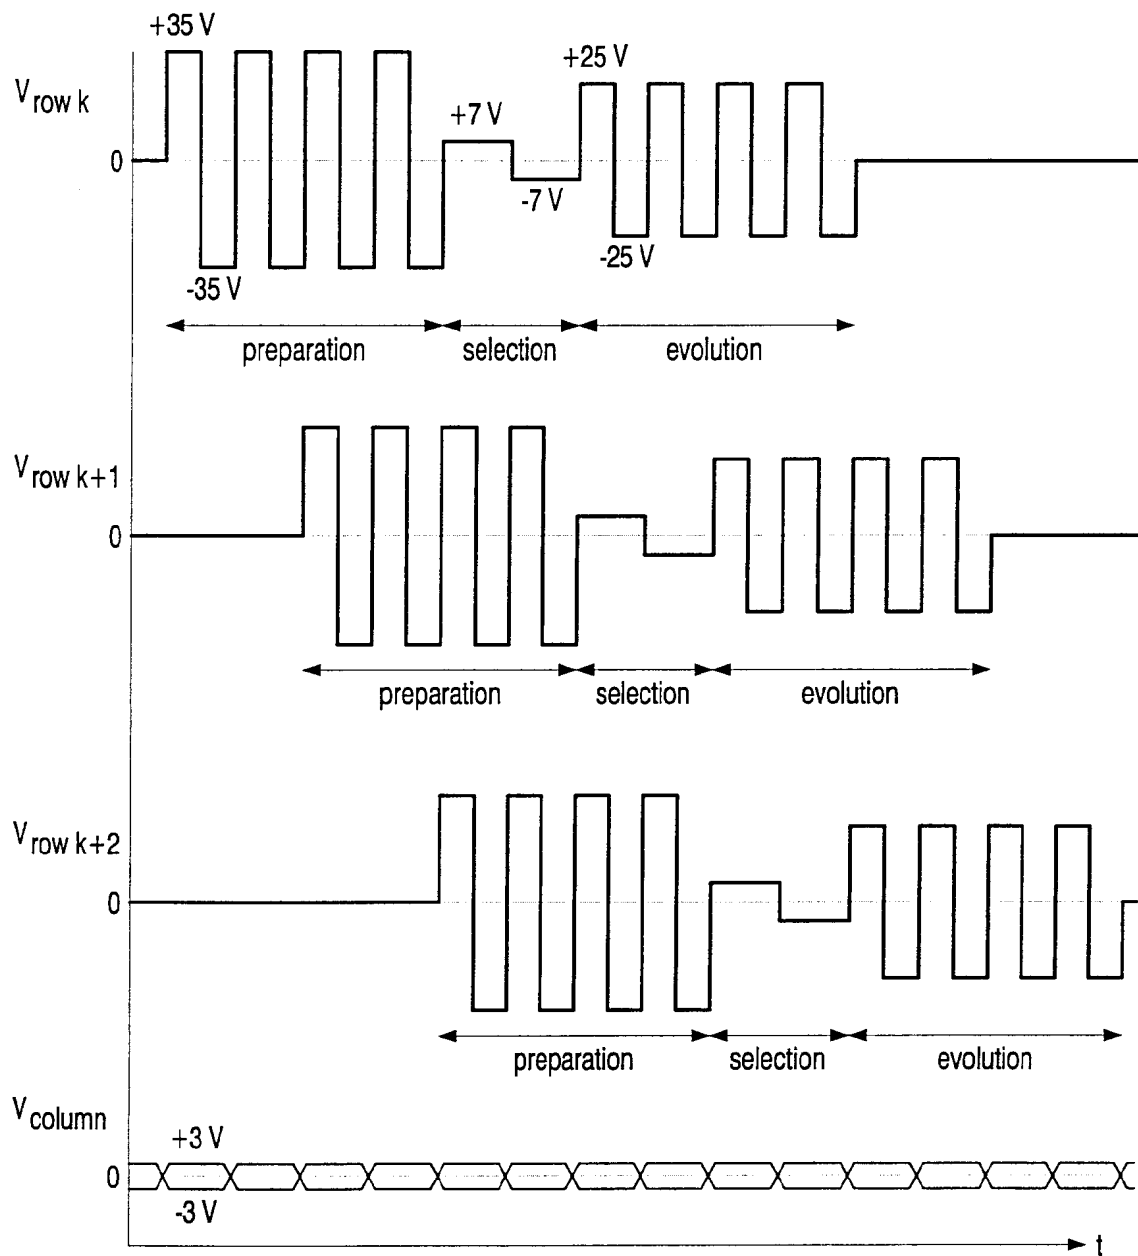 +35 V
+25 V
V row k
+7 V
0
-7 V
-25 V
-35 V
preparation selection evolution
V row k+1
0
preparation selection evolution
V row k+2
0
preparation selection evolution
V column
+3 V
0
-3 V
t